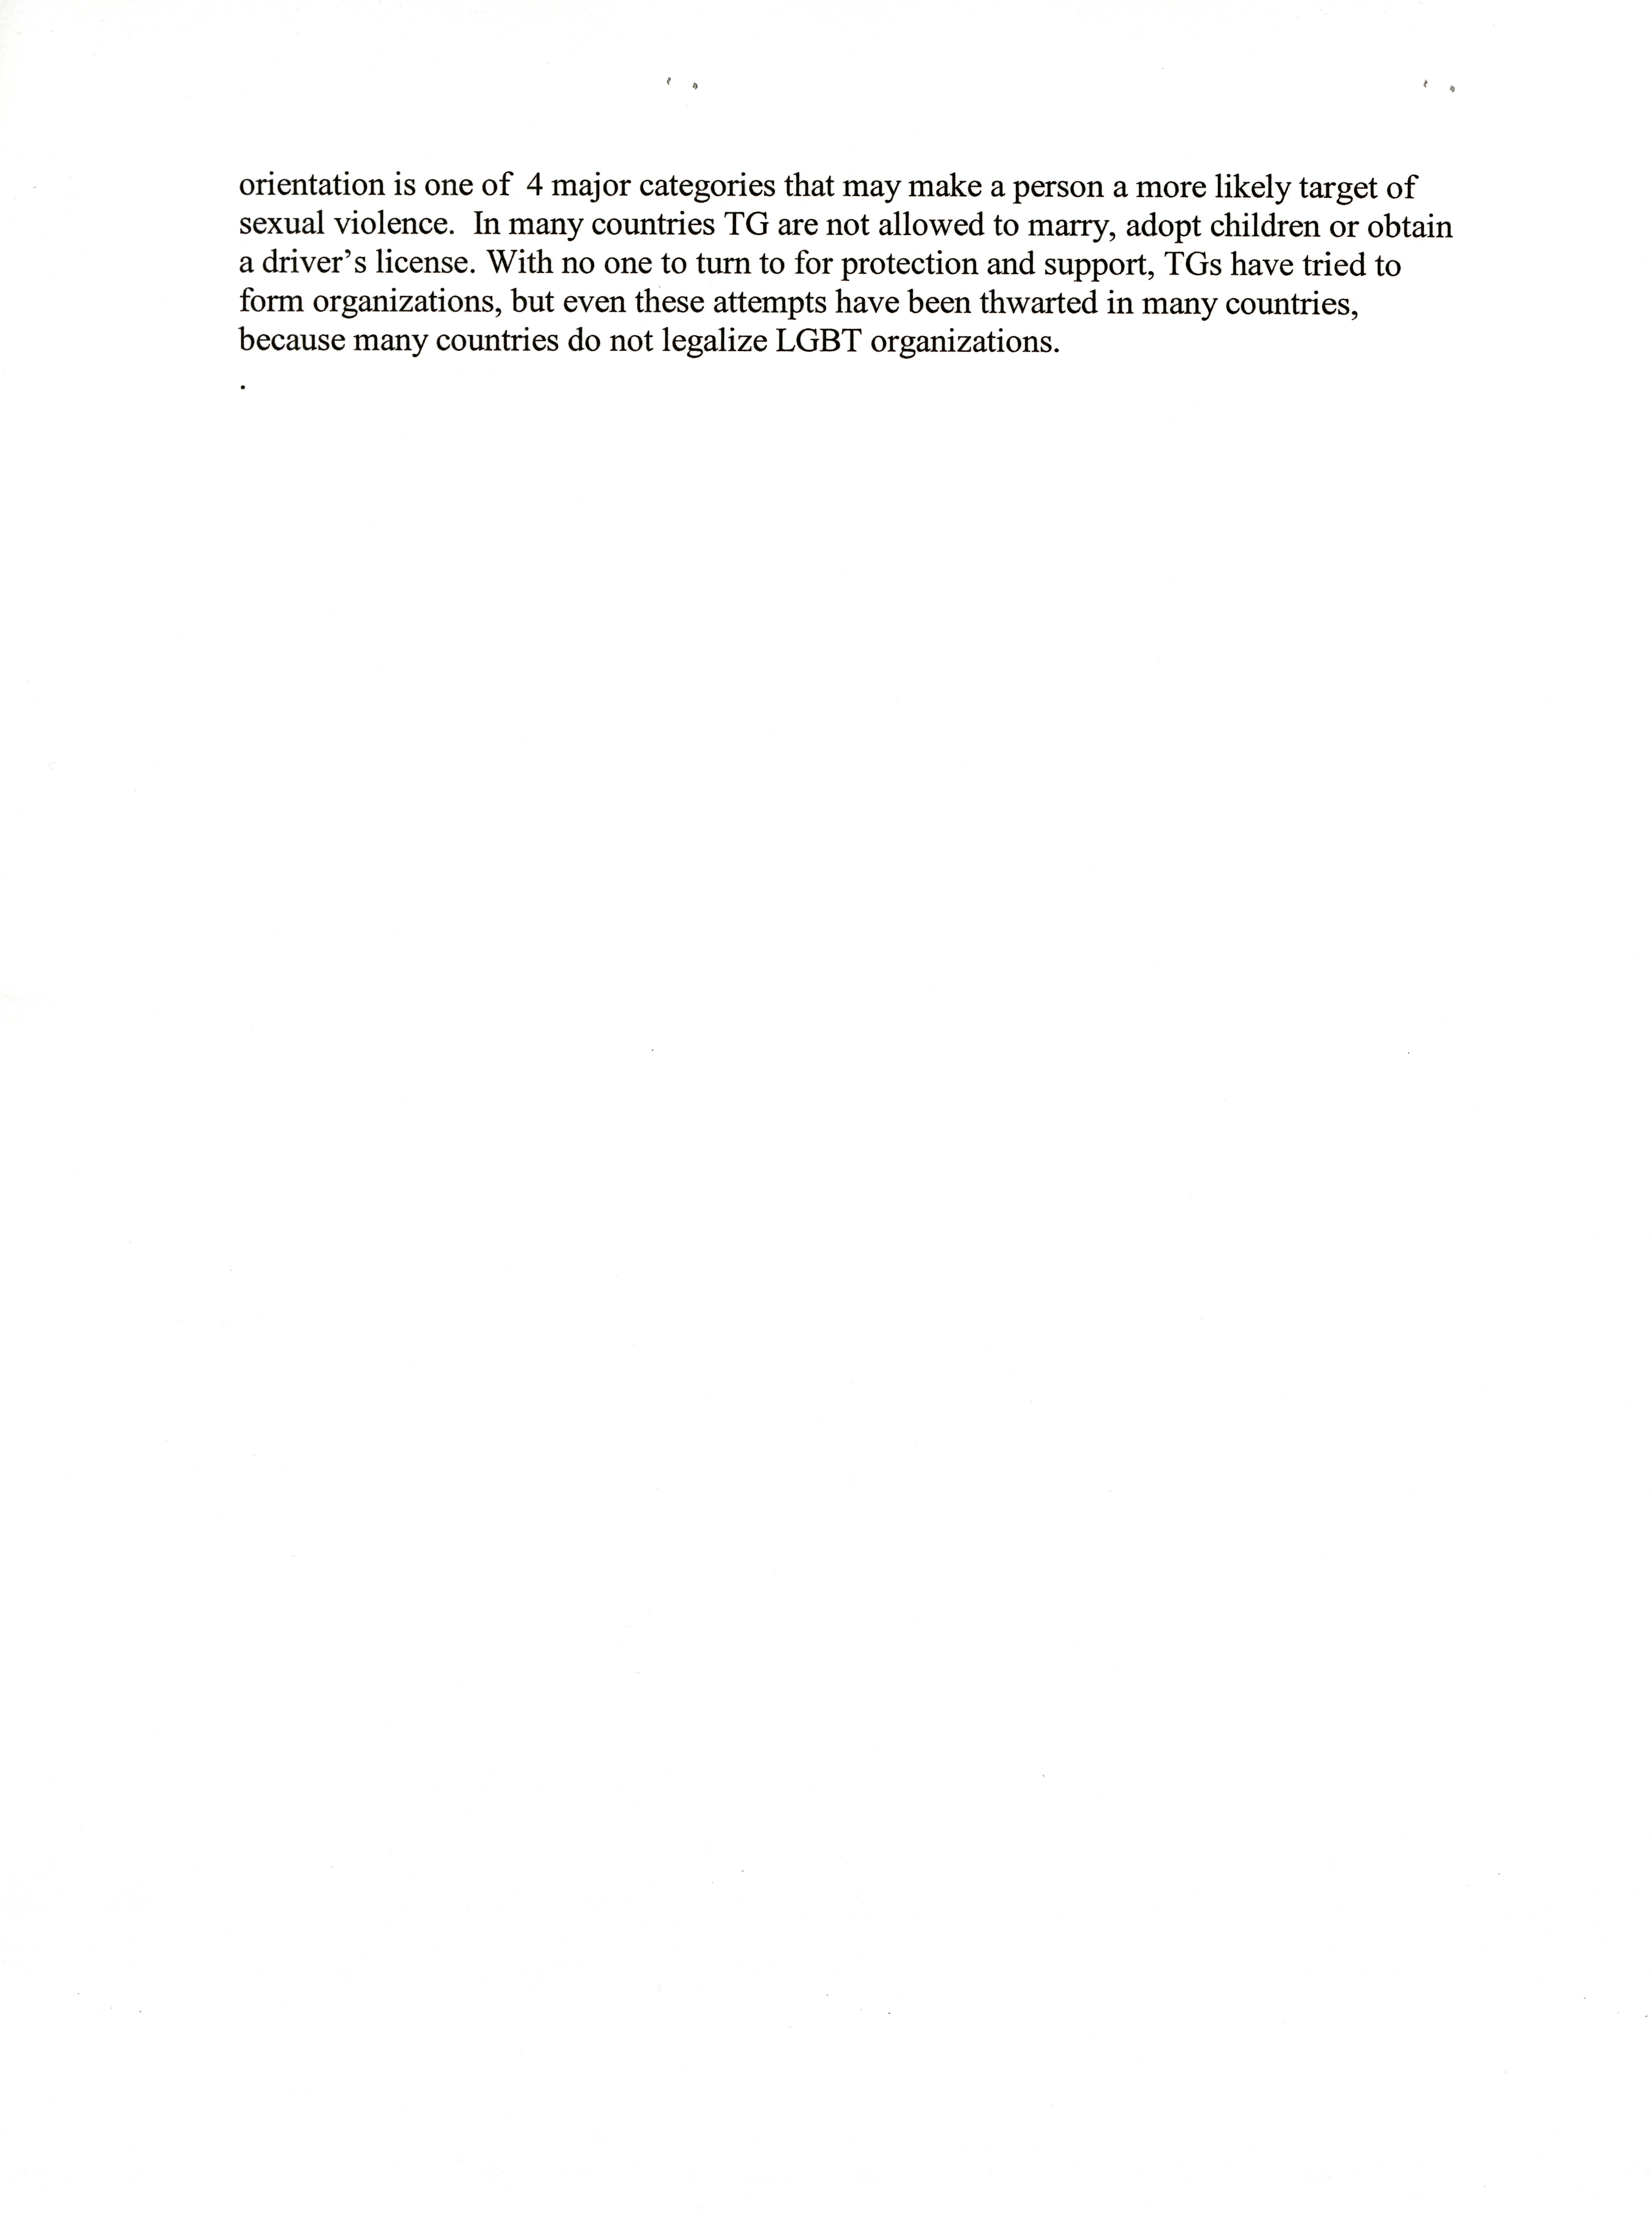 orientation is one of  4 major categories that may make a person a more likely target of
sexual violence.  In many countries TG are not allowed to marry, adopt children or obtain
a driver’s license. With no one to turn to for protection and support, TGs have tried to
form organizations, but even these attempts have been thwarted in many countries,
because many countries do not legalize LGBT organizations.
.